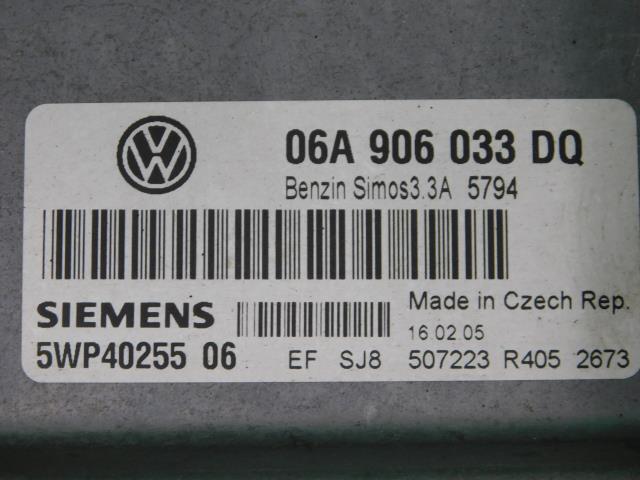 06A 906 033 DQ
Benzin Simos3.3A 5794
SIEMENS
Made in Czech Rep.
16.02.05
5WP40255 06
EF SJ8 507223 R405 2673